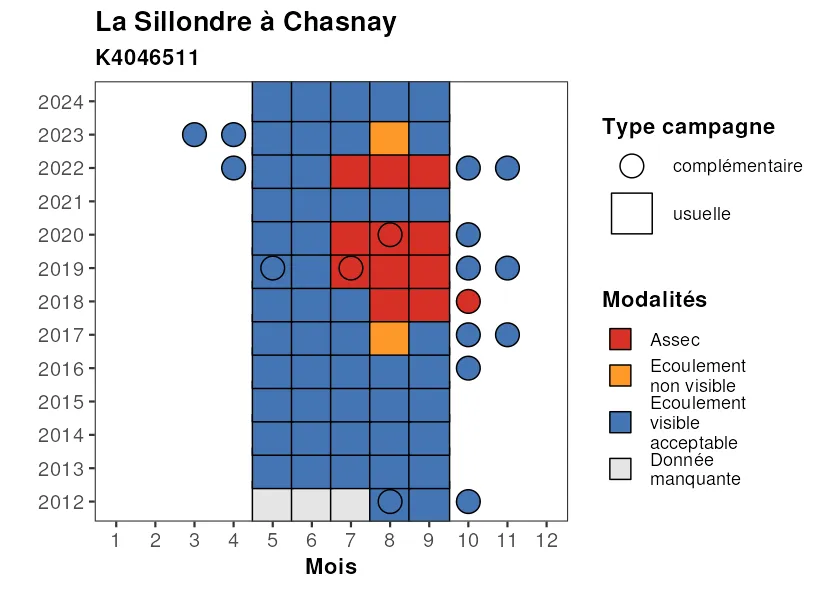 La Sillondre à Chasnay
K4046511
2024
2023
2022
2021
2020
2019
2018
2017
2016
2015
2014
2013
2012
1 2 3 4 5 6 7 8 9 10 11 12
Mois
Type campagne
complémentaire
usuelle
Modalités
Assec
Ecoulement
non visible
Ecoulement
visible
acceptable
Donnée
manquante